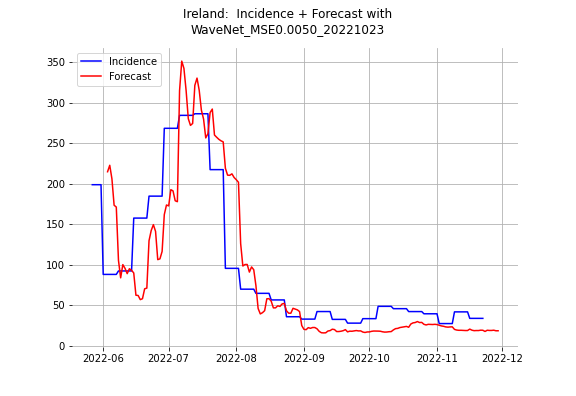 Ireland:  Incidence + Forecast with
WaveNet_MSE0.0050_20221023
Incidence
Forecast
350
300
250
200
150
100
50
0
2022-06 2022-07 2022-08 2022-09 2022-10 2022-11 2022-12